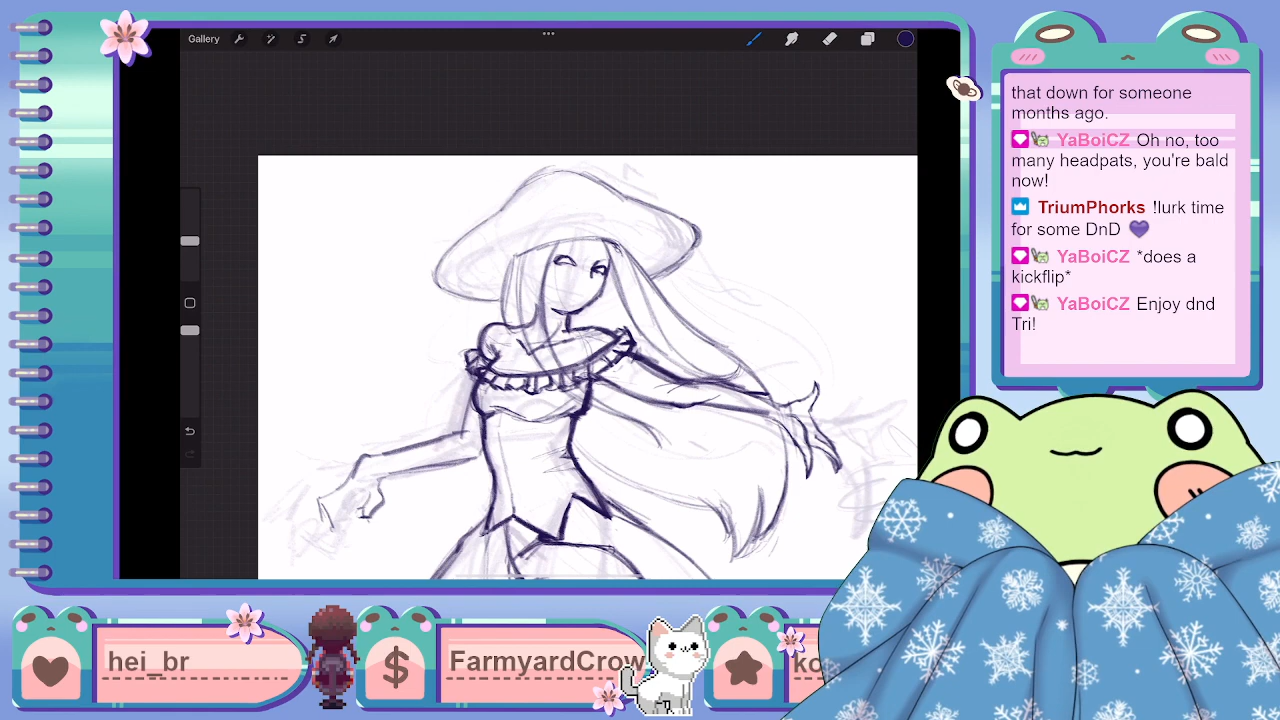 Gallery
that down for someone
months ago.
YaBoiCZ Oh no, too
many headpats, you're bald
now!
TriumPhorks !lurk time
for some DnD 💜
YaBoiCZ *does a
kickflip*
YaBoiCZ Enjoy dnd
Tri!
hei_br
$
FarmyardCrow
ko